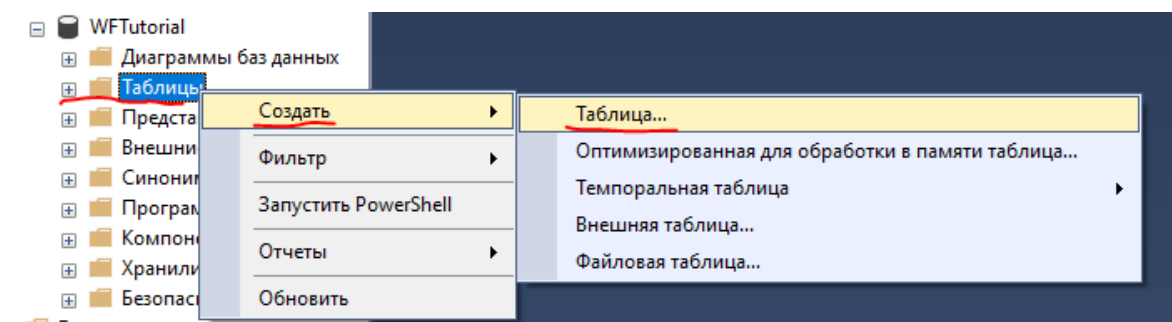 WFTutorial
Диаграммы баз данных
Таблицы
Создать
Фильтр
Запустить PowerShell
Отчеты
Обновить
Таблица...
Оптимизированная для обработки в памяти таблица...
Темпоральная таблица
Внешняя таблица...
Файловая таблица...